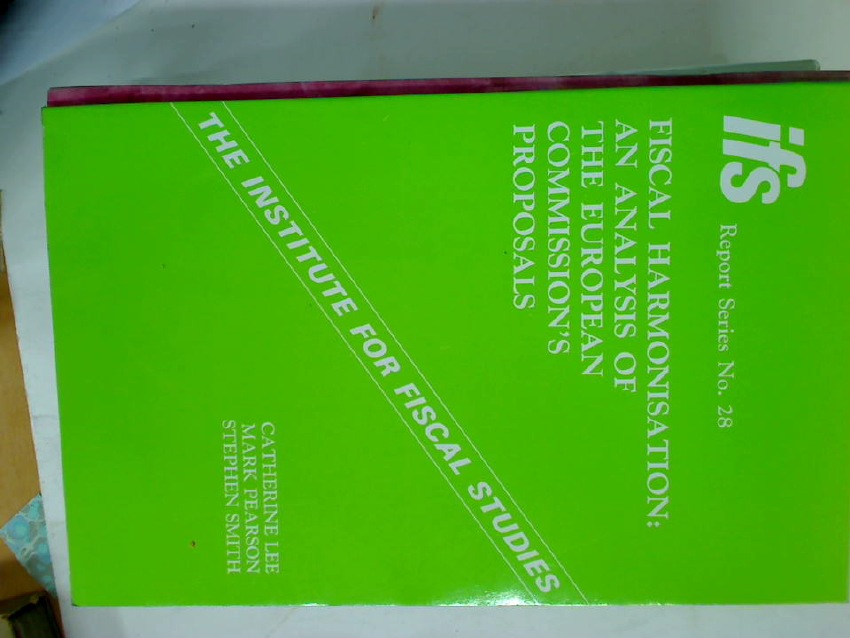 ifs Report Series No. 28
FISCAL HARMONISATION:
AN ANALYSIS OF
THE EUROPEAN
COMMISSION'S
PROPOSALS
THE INSTITUTE FOR FISCAL STUDIES
CATHERINE LEE
MARK PEARSON
STEPHEN SMITH